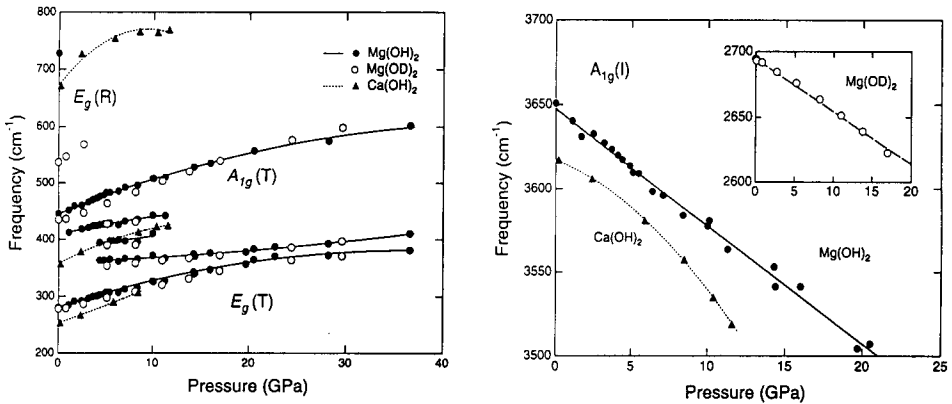 800
700
600
500
400
300
200
Frequency (cm⁻¹)
0
10
20
30
40
Pressure (GPa)
Mg(OH)₂
Mg(OD)₂
Ca(OH)₂
E_g(R)
A₁g(T)
E_g(T)
3700
3650
3600
3550
3500
Frequency (cm⁻¹)
0
5
10
15
20
25
Pressure (GPa)
A₁g(I)
Ca(OH)₂
Mg(OH)₂
2700
2650
2600
0
5
10
15
20
Mg(OD)₂